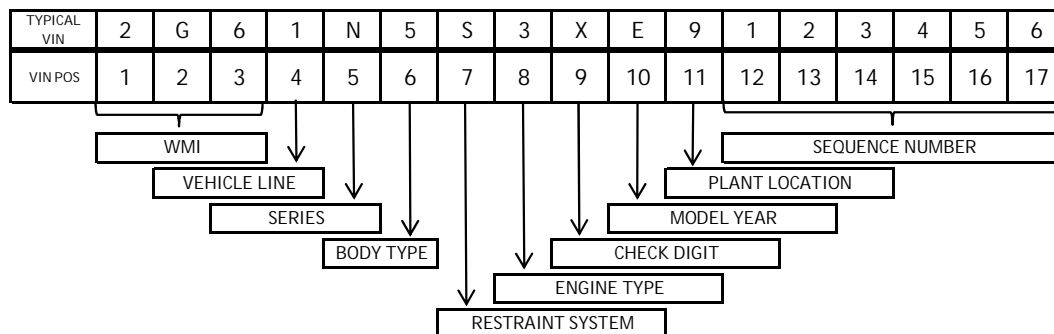 TYPICAL
VIN 2 G 6 1 N 5 S 3 X E 9 1 2 3 4 5 6
VIN POS 1 2 3 4 5 6 7 8 9 10 11 12 13 14 15 16 17
WMI SEQUENCE NUMBER
VEHICLE LINE PLANT LOCATION
SERIES MODEL YEAR
BODY TYPE CHECK DIGIT
ENGINE TYPE
RESTRAINT SYSTEM